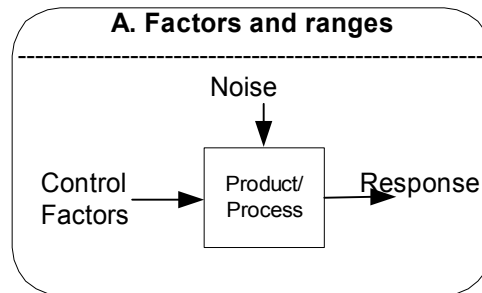 A. Factors and ranges
Noise
Control
Factors
Product/
Process
Response